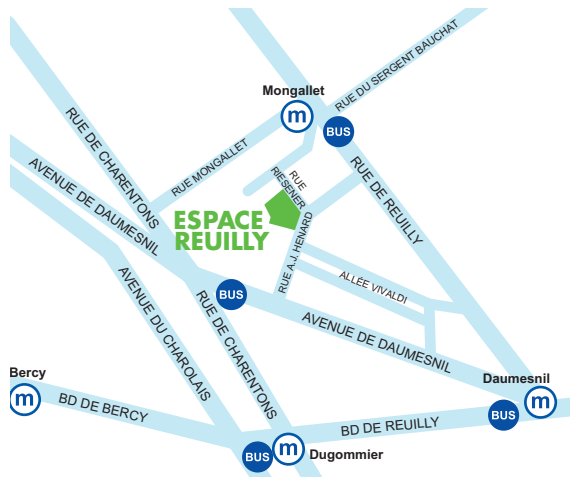 RUE DU SERGENT BAUCHAT
Mongallet
m
BUS
RUE DE CHARENTONS
RUE MONGALLET
AVENUE DE DAUMESNIL
RUE
RIESENER
RUE DE REUILLY
ESPACE
REUILLY
RUE A.J. HENARD
ALLÉE VIVALDI
BUS
AVENUE DU CHAROLAIS
RUE DE CHARENTONS
AVENUE DE DAUMESNIL
Bercy
m
BD DE BERCY
Daumesnil
m
BUS
BD DE REUILLY
BUS
m
Dugommier